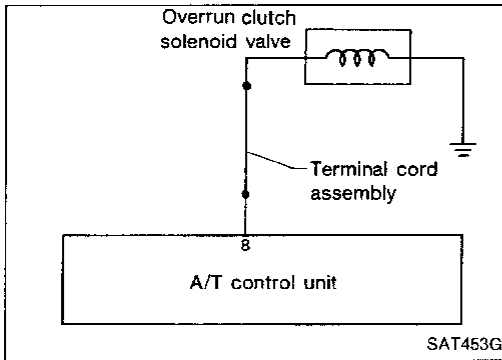 Overrun clutch
solenoid valve
Terminal cord
assembly
8
A/T control unit
SAT453G